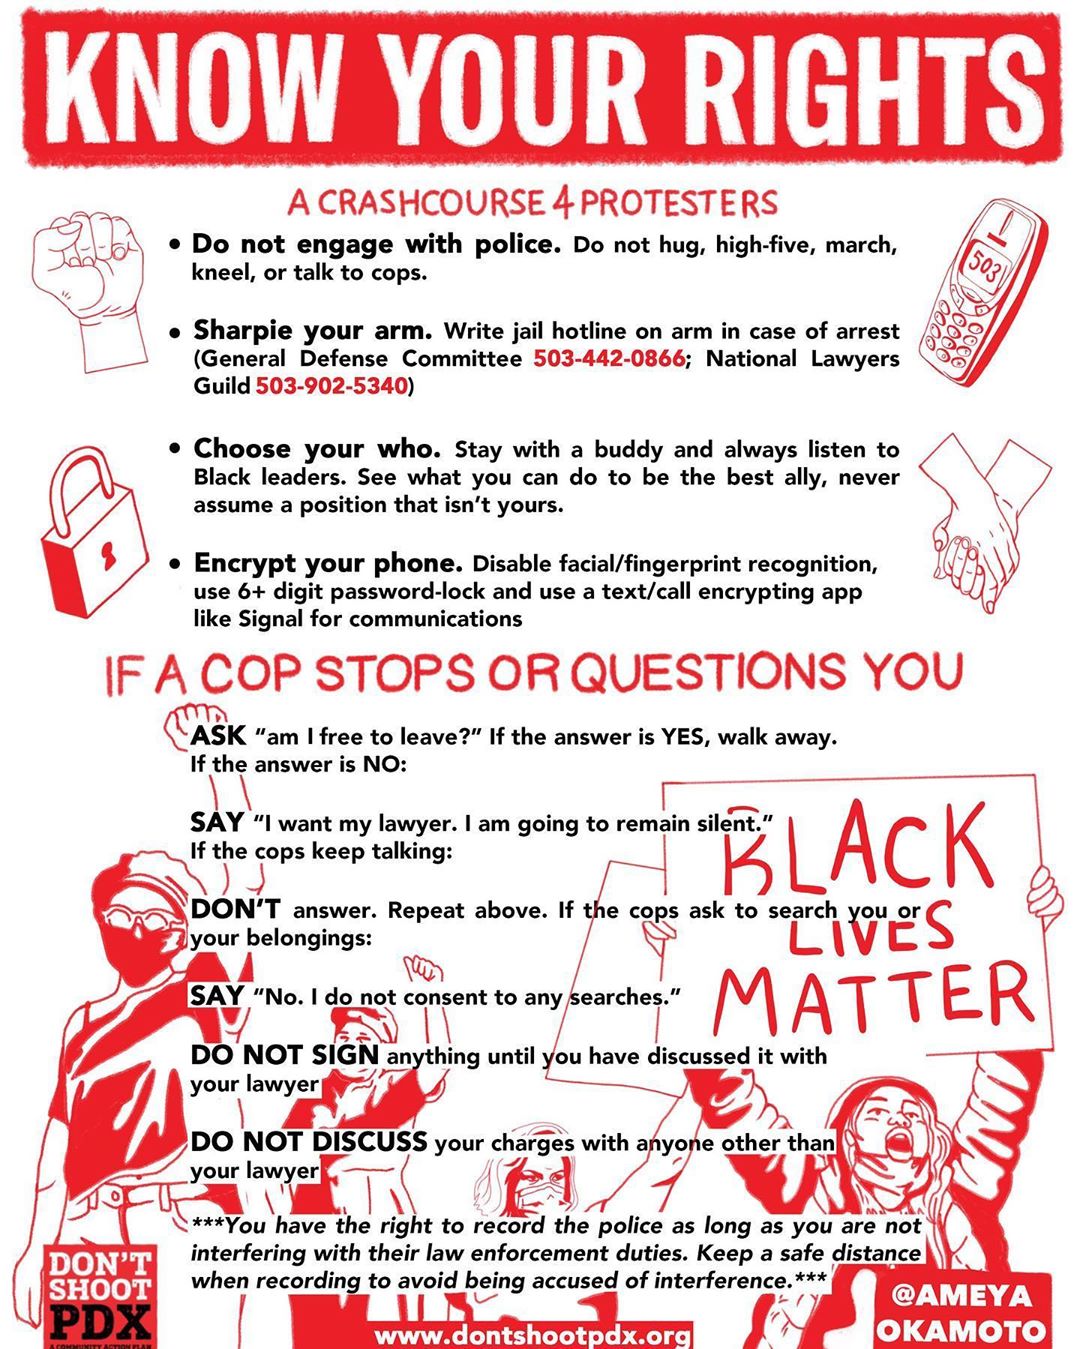 KNOW YOUR RIGHTS
A CRASHCOURSE 4 PROTESTERS
• Do not engage with police. Do not hug, high-five, march,
kneel, or talk to cops.
503
• Sharpie your arm. Write jail hotline on arm in case of arrest
(General Defense Committee 503-442-0866; National Lawyers
Guild 503-902-5340)
• Choose your who. Stay with a buddy and always listen to
Black leaders. See what you can do to be the best ally, never
assume a position that isn't yours.
• Encrypt your phone. Disable facial/fingerprint recognition,
use 6+ digit password-lock and use a text/call encrypting app
like Signal for communications
IF A COP STOPS OR QUESTIONS YOU
ASK “am I free to leave?” If the answer is YES, walk away.
If the answer is NO:
SAY “I want my lawyer. I am going to remain silent.”
If the cops keep talking:
DON'T answer. Repeat above. If the cops ask to search you or
your belongings:
SAY “No. I do not consent to any searches.”
DO NOT SIGN anything until you have discussed it with
your lawyer
DO NOT DISCUSS your charges with anyone other than
your lawyer
***You have the right to record the police as long as you are not
interfering with their law enforcement duties. Keep a safe distance
when recording to avoid being accused of interference.***
BLACK
LIVES
MATTER
DON'T
SHOOT
PDX
A COMMUNITY ACTION PLAN
www.dontshootpdx.org
@AMEYA
OKAMOTO